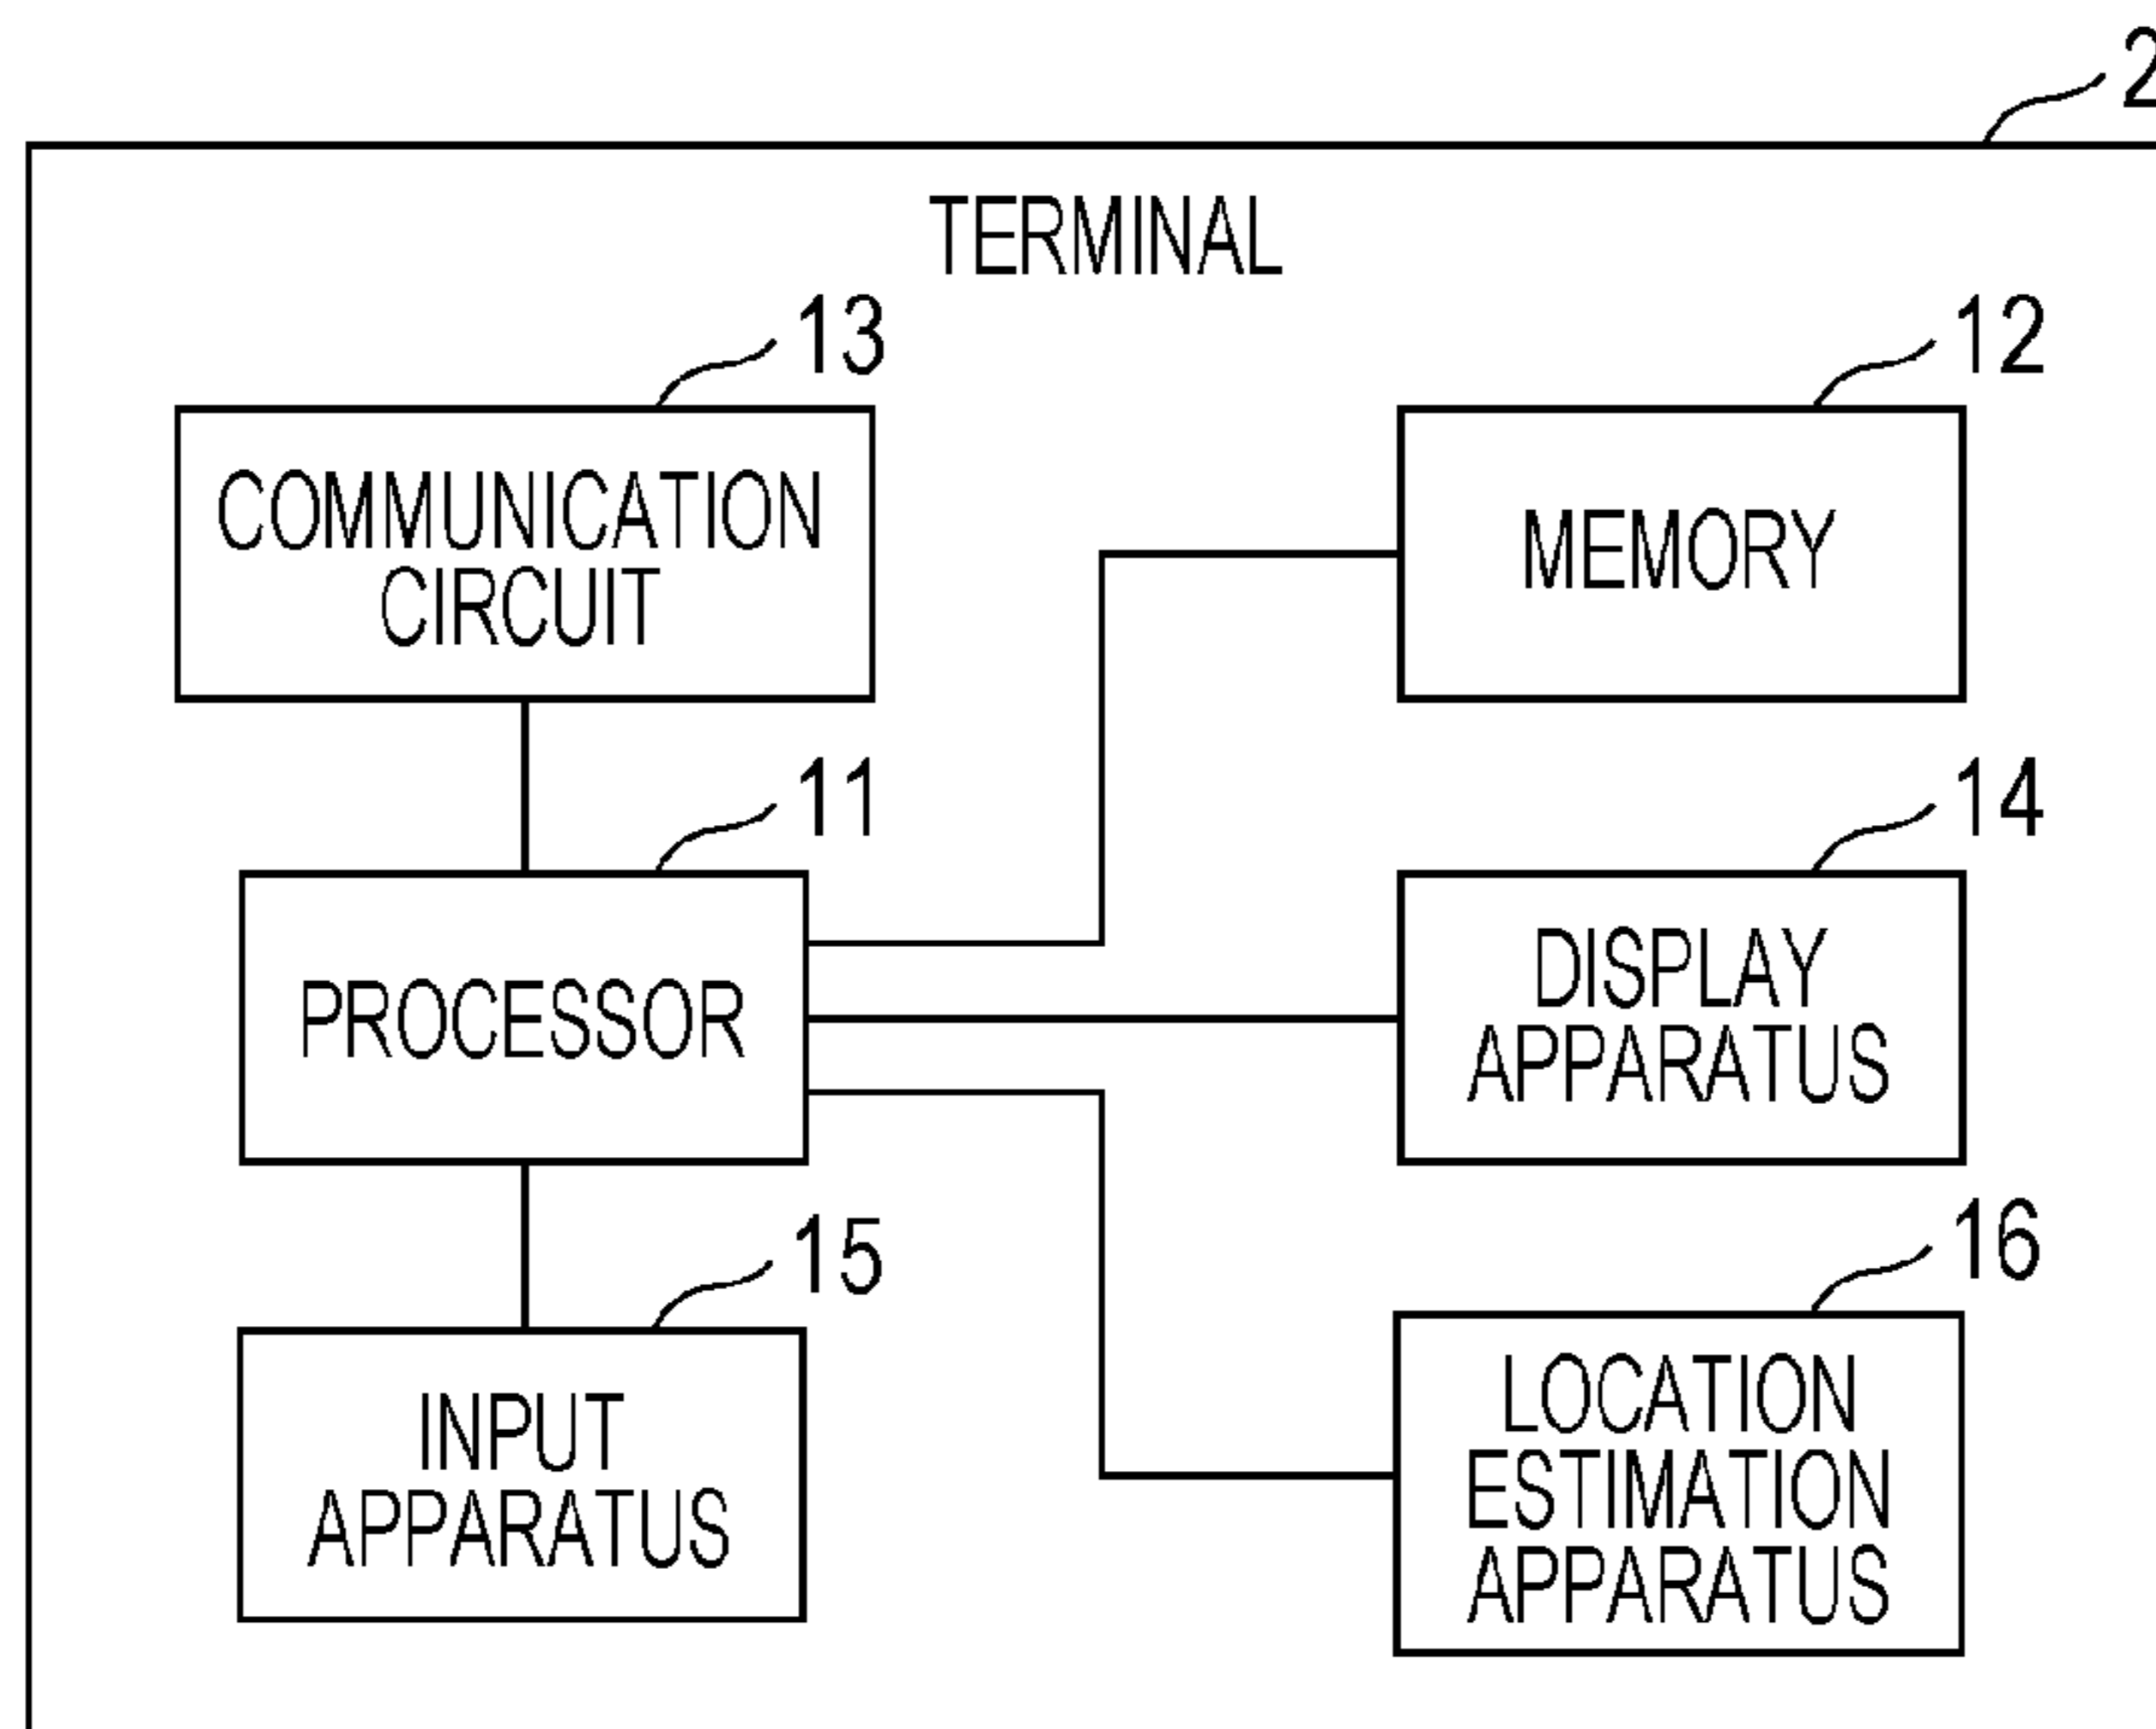 2
TERMINAL
13
COMMUNICATION
CIRCUIT
12
MEMORY
11
PROCESSOR
14
DISPLAY
APPARATUS
15
INPUT
APPARATUS
16
LOCATION
ESTIMATION
APPARATUS